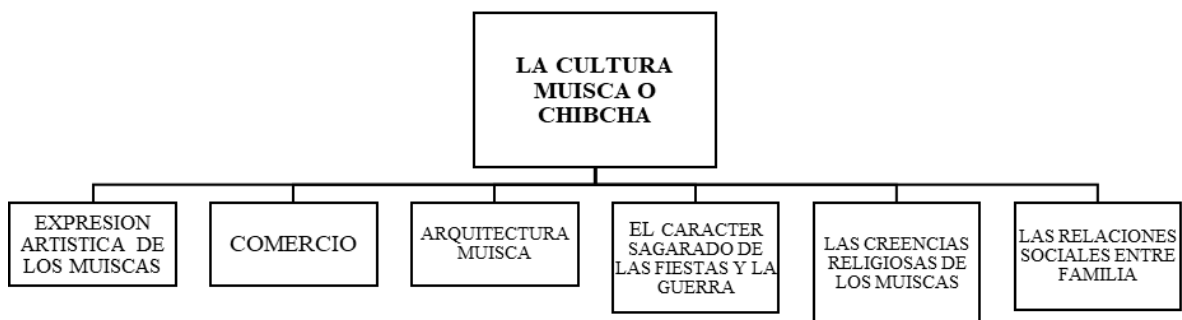 LA CULTURA
MUISCA O
CHIBCHA
EXPRESION
ARTISTICA DE
LOS MUISCAS
COMERCIO
ARQUITECTURA
MUISCA
EL CARACTER
SAGARADO DE
LAS FIESTAS Y LA
GUERRA
LAS CREENCIAS
RELIGIOSAS DE
LOS MUISCAS
LAS RELACIONES
SOCIALES ENTRE
FAMILIA